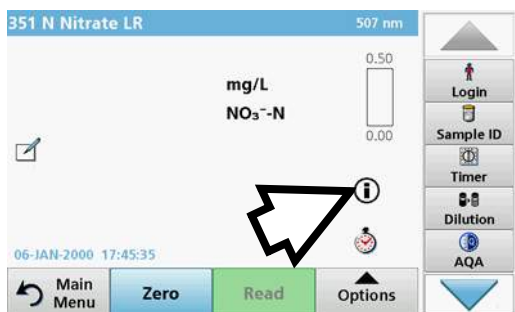 351 N Nitrate LR 507 nm
0.50
mg/L
NO₃⁻-N
0.00
i
06-JAN-2000 17:45:35
Main
Menu
Zero
Read
Options
Login
Sample ID
Timer
Dilution
AQA